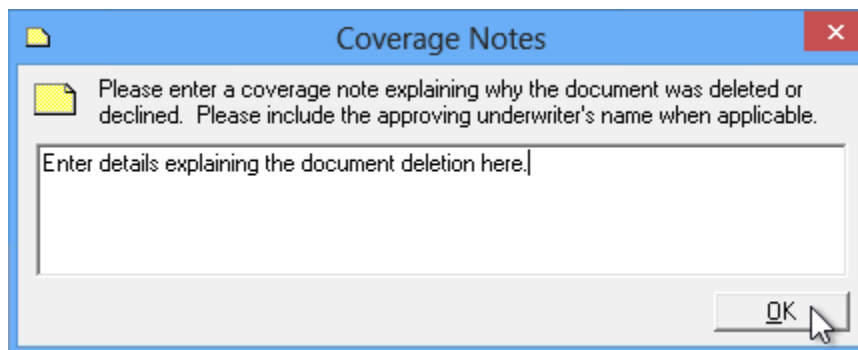 Coverage Notes
Please enter a coverage note explaining why the document was deleted or
declined.  Please include the approving underwriter's name when applicable.
Enter details explaining the document deletion here.
OK